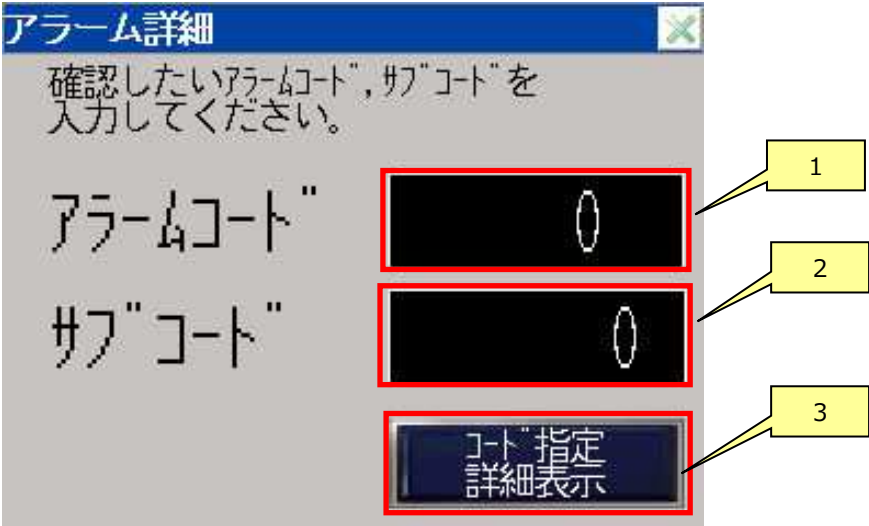 アラーム詳細
確認したいｱﾗｰﾑｺｰﾄﾞ,ｻﾌﾞｺｰﾄﾞを
入力してください。
1
ｱﾗｰﾑｺｰﾄﾞ 0
2
ｻﾌﾞｺｰﾄﾞ 0
3
ｺｰﾄﾞ指定
詳細表示